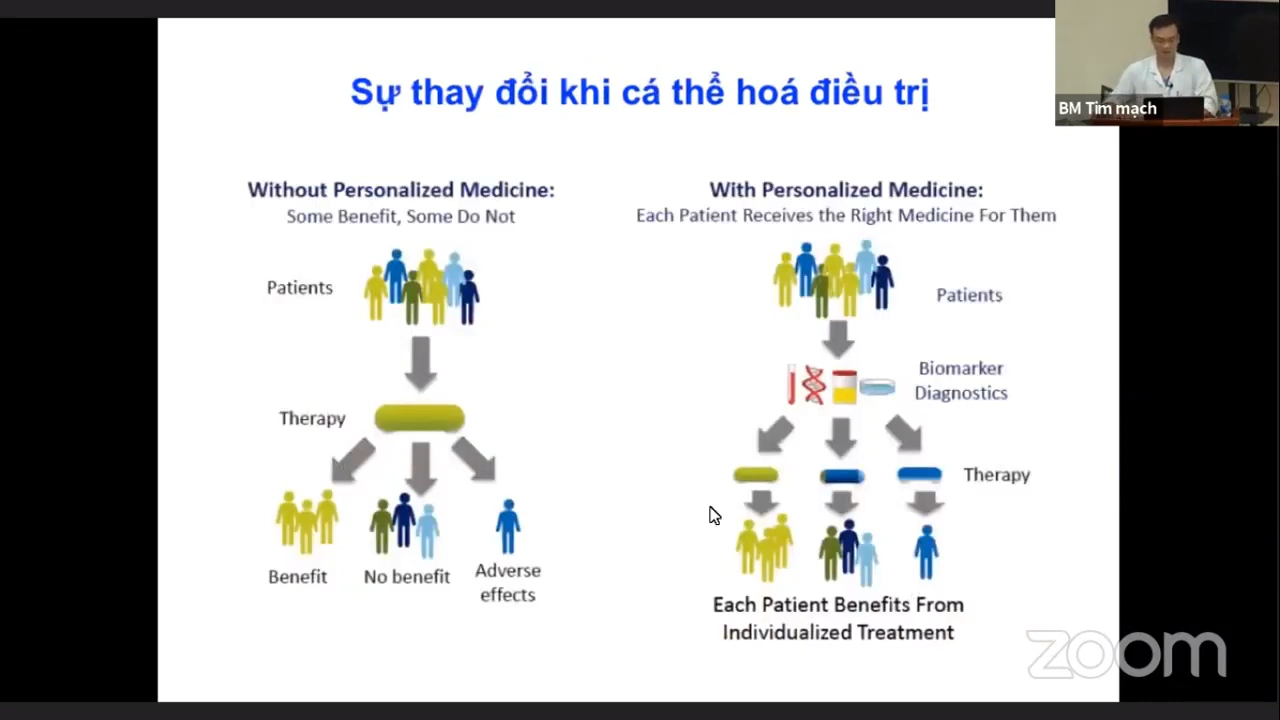 Sự thay đổi khi cá thể hoá điều trị
BM Tim mạch
Without Personalized Medicine:
Some Benefit, Some Do Not
Patients
Therapy
Benefit
No benefit
Adverse
effects
With Personalized Medicine:
Each Patient Receives the Right Medicine For Them
Patients
Biomarker
Diagnostics
Therapy
Each Patient Benefits From
Individualized Treatment
zoom